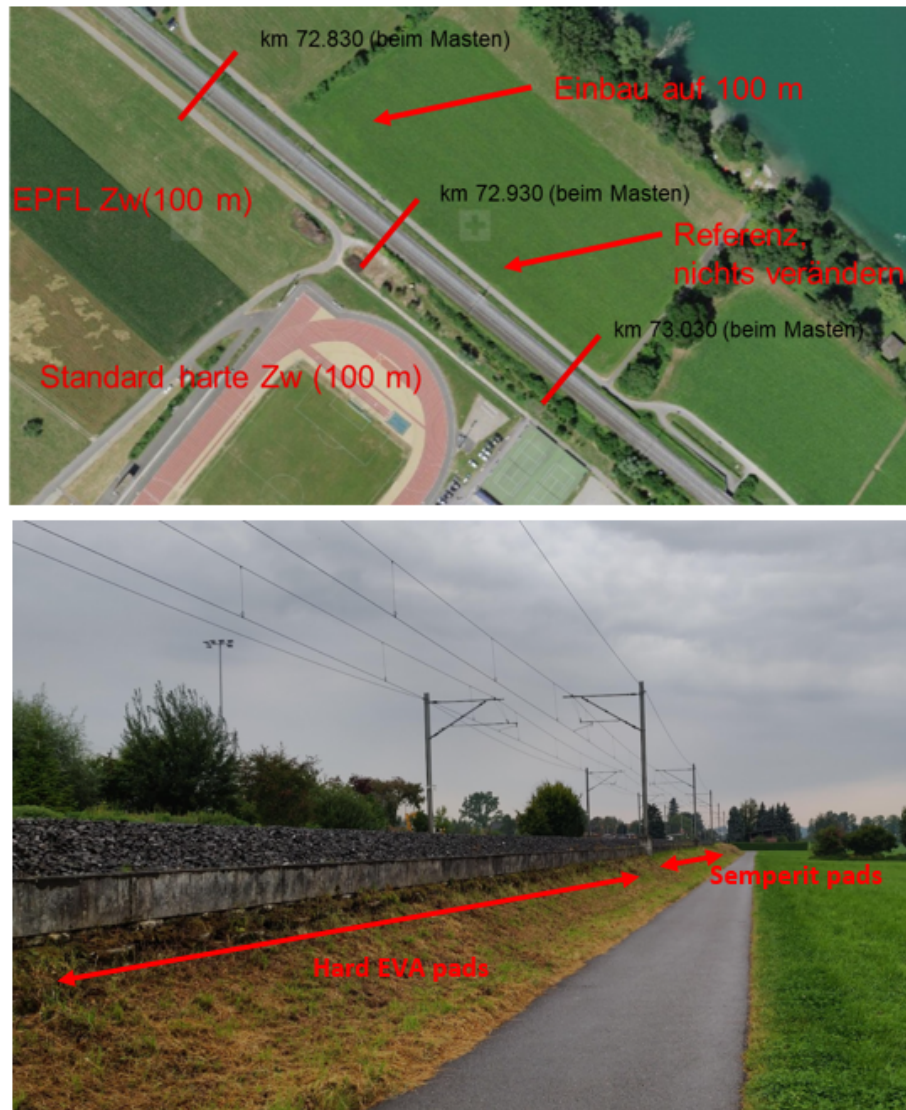 km 72.830 (beim Masten)
Einbau auf 100 m
EPFL Zw(100 m)
km 72.930 (beim Masten)
Referenz,
nichts verändern
km 73.030 (beim Masten)
Standard harte Zw (100 m)
Semperit pads
Hard EVA pads